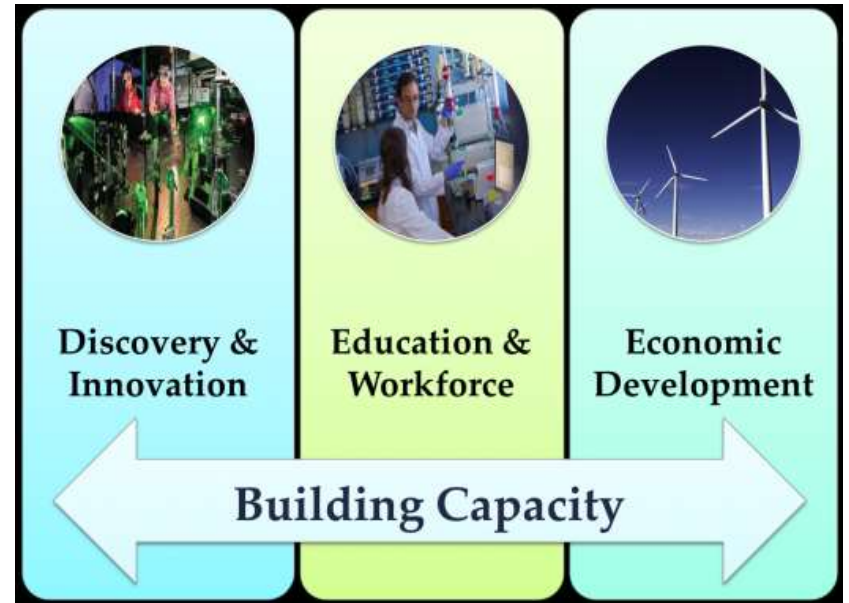 Discovery &
Innovation
Education &
Workforce
Economic
Development
Building Capacity